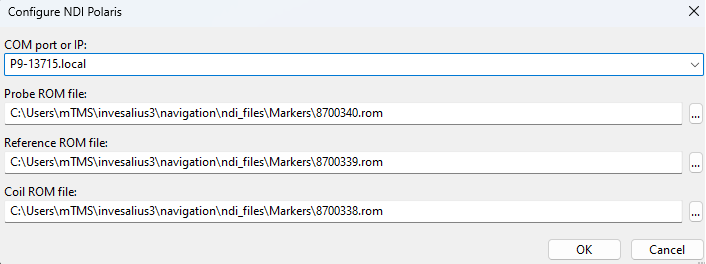 Configure NDI Polaris
COM port or IP:
P9-13715.local
Probe ROM file:
C:\Users\mTMS\invesalius3\navigation\ndi_files\Markers\8700340.rom
...
Reference ROM file:
C:\Users\mTMS\invesalius3\navigation\ndi_files\Markers\8700339.rom
...
Coil ROM file:
C:\Users\mTMS\invesalius3\navigation\ndi_files\Markers\8700338.rom
...
OK
Cancel